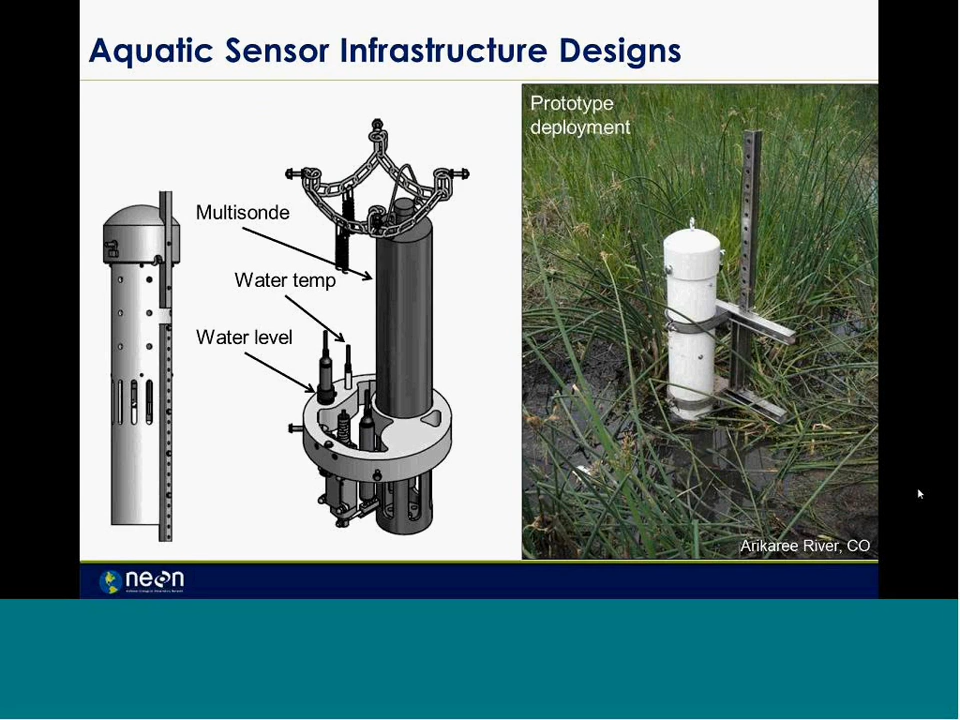 Aquatic Sensor Infrastructure Designs
Prototype
deployment
Multisonde
Water temp
Water level
Arikaree River, CO
neon